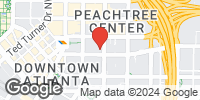 PEACHTREE
CENTER
Ted Turner Dr NW
DOWNTOWN
ATLANTA
Google
Map data ©2024 Google